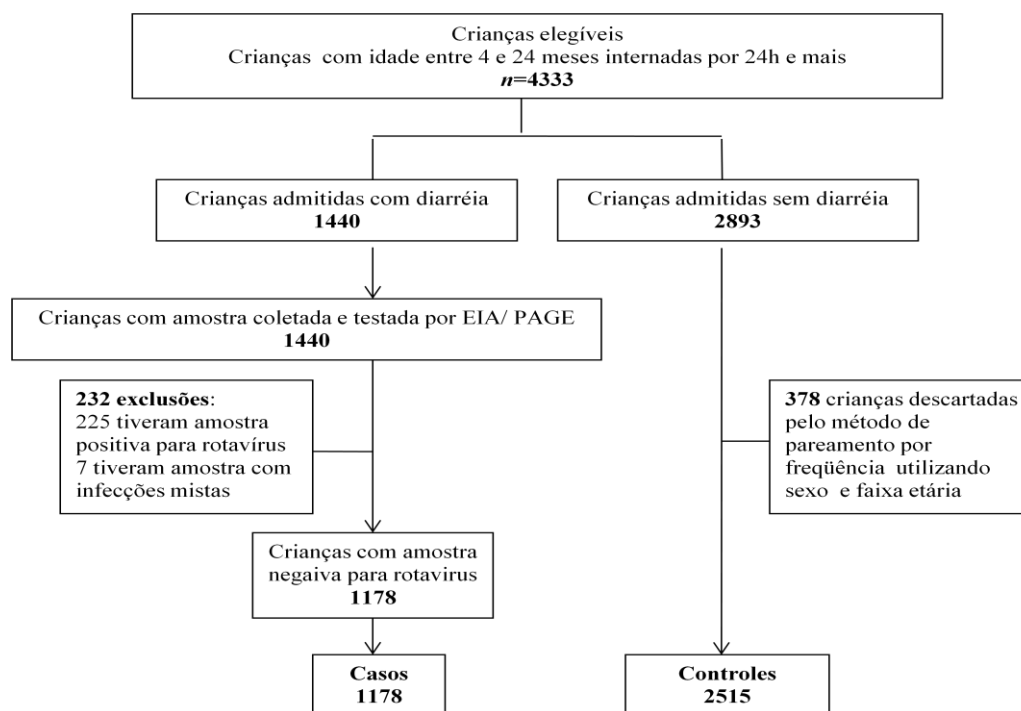 Crianças elegíveis
Crianças com idade entre 4 e 24 meses internadas por 24h e mais
n=4333
Crianças admitidas com diarréia
1440
Crianças admitidas sem diarréia
2893
Crianças com amostra coletada e testada por EIA/ PAGE
1440
232 exclusões:
225 tiveram amostra
positiva para rotavírus
7 tiveram amostra com
infecções mistas
378 crianças descartadas
pelo método de
pareamento por
freqüência utilizando
sexo e faixa etária
Crianças com amostra
negaiva para rotavirus
1178
Casos
1178
Controles
2515